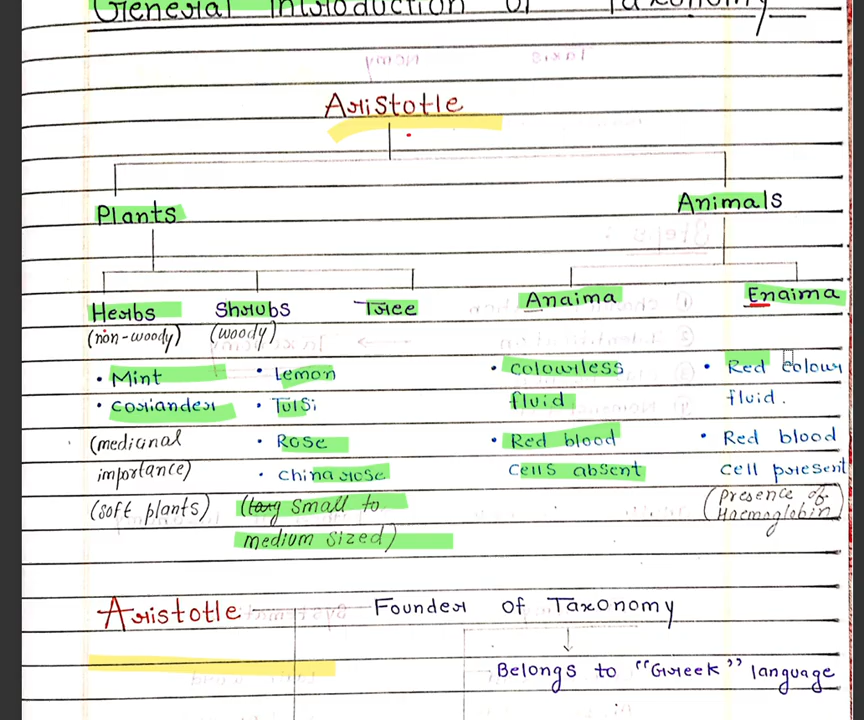 General Introduction of Taxonomy
Aristotle
Plants Animals
Herbs Shrubs Tree Anaima Enaima
(non-woody) (woody)
• Mint • Lemon • colourless • Red colour
• coriander • Tulsi fluid fluid.
(medicinal • Rose • Red blood • Red blood
importance) • china rose cells absent cell present
(soft plants) (small to (presence of
medium sized) Haemoglobin)
Aristotle Founder of Taxonomy
Belongs to "Greek" language